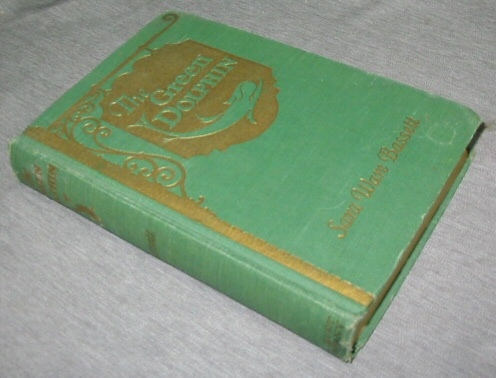 The
Green
DOLPHIN
Sara Ware Bassett